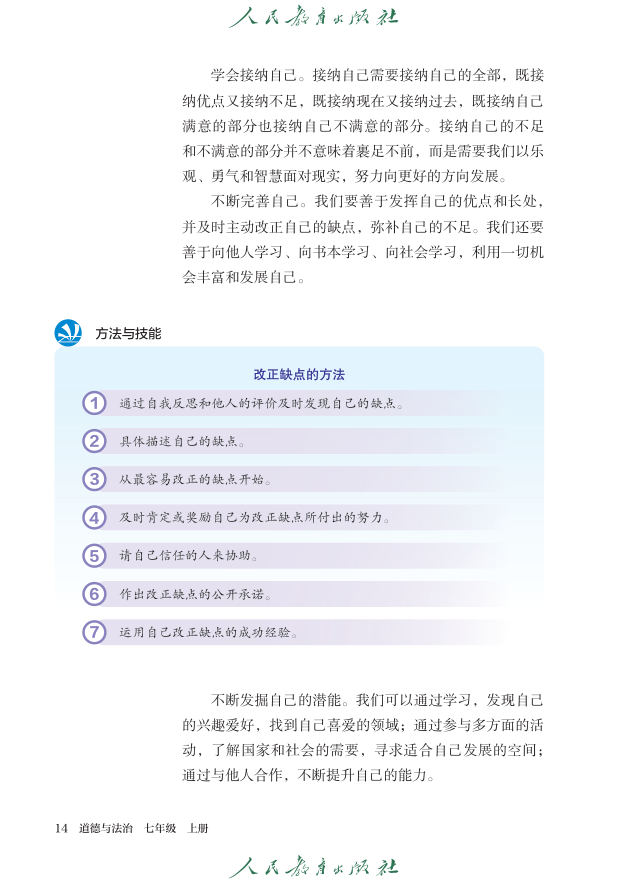 人民教育出版社
学会接纳自己。接纳自己需要接纳自己的全部，既接
纳优点又接纳不足，既接纳现在又接纳过去，既接纳自己
满意的部分也接纳自己不满意的部分。接纳自己的不足
和不满意的部分并不意味着裹足不前，而是需要我们以乐
观、勇气和智慧面对现实，努力向更好的方向发展。
不断完善自己。我们要善于发挥自己的优点和长处，
并及时主动改正自己的缺点，弥补自己的不足。我们还要
善于向他人学习、向书本学习、向社会学习，利用一切机
会丰富和发展自己。
方法与技能
改正缺点的方法
1 通过自我反思和他人的评价及时发现自己的缺点。
2 具体描述自己的缺点。
3 从最容易改正的缺点开始。
4 及时肯定或奖励自己为改正缺点所付出的努力。
5 请自己信任的人来协助。
6 作出改正缺点的公开承诺。
7 运用自己改正缺点的成功经验。
不断发掘自己的潜能。我们可以通过学习，发现自己
的兴趣爱好，找到自己喜爱的领域；通过参与多方面的活
动，了解国家和社会的需要，寻求适合自己发展的空间；
通过与他人合作，不断提升自己的能力。
14 道德与法治 七年级 上册
人民教育出版社